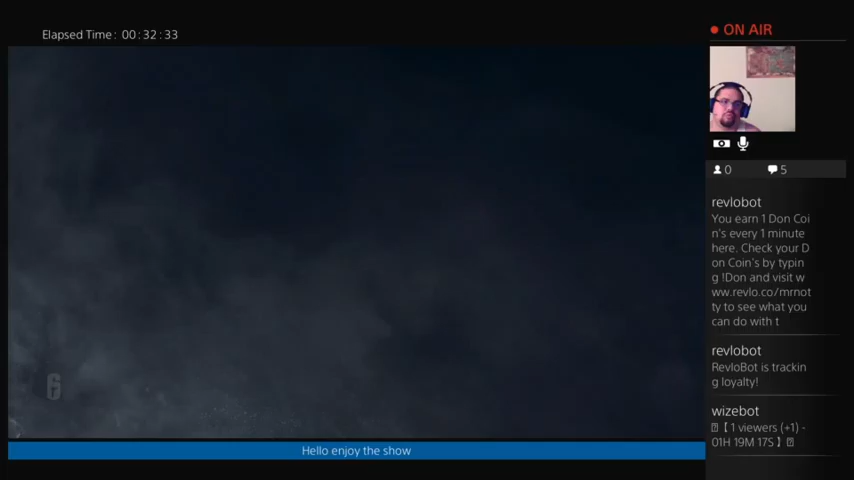 Elapsed Time: 00:32:33
ON AIR
0
5
revlobot
You earn 1 Don Coi
n's every 1 minute
here. Check your D
on Coin's by typin
g !Don and visit w
ww.revlo.co/mrnot
ty to see what you
can do with t
revlobot
RevloBot is trackin
g loyalty!
wizebot
【 1 viewers (+1) -
01H 19M 17S 】
6
Hello enjoy the show